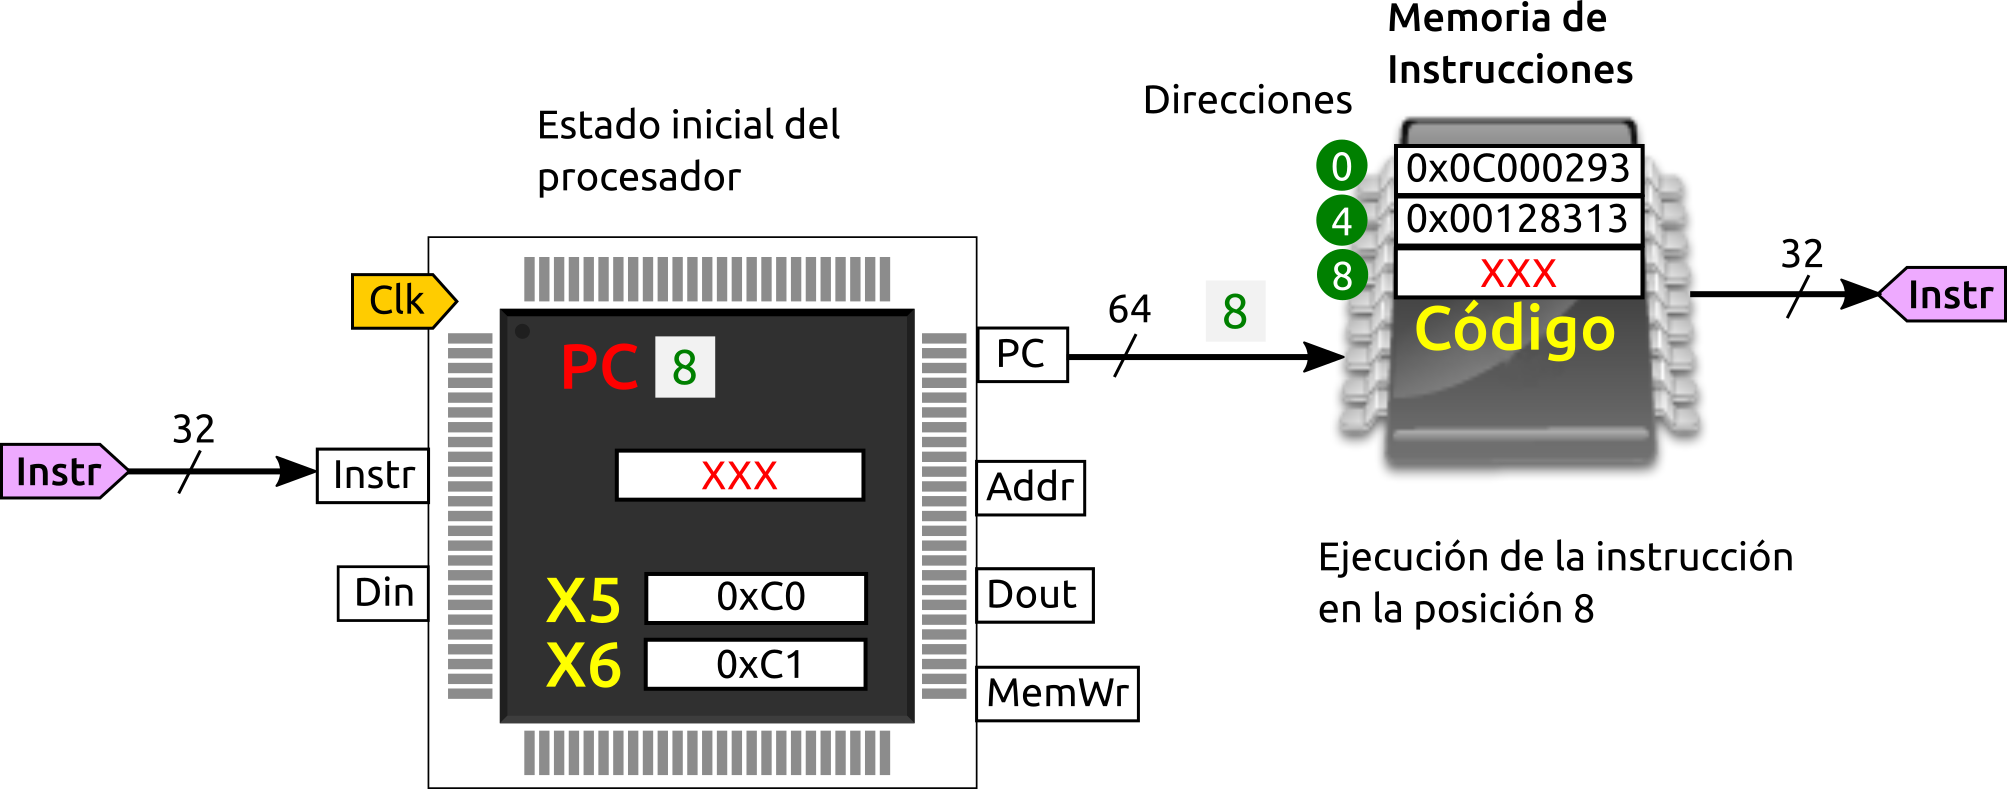 Memoria de
Instrucciones
Direcciones
Estado inicial del
procesador
0
0x0C000293
4
0x00128313
8
XXX
Código
32
Instr
Clk
PC
8
PC
64
8
32
Instr
Instr
XXX
Addr
Din
X5
0xC0
Dout
X6
0xC1
MemWr
Ejecución de la instrucción
en la posición 8